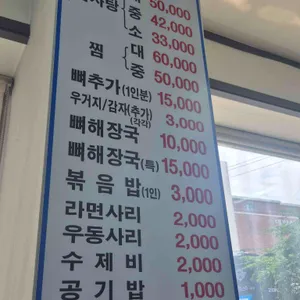 50,000
중 42,000
소 33,000
찜 대 60,000
중 50,000
뼈추가(1인분) 15,000
우거지/감자(추가)(각각) 3,000
뼈해장국 10,000
뼈해장국(특) 15,000
볶음밥(1인) 3,000
라면사리 2,000
우동사리 2,000
수제비 2,000
공기밥 1,000